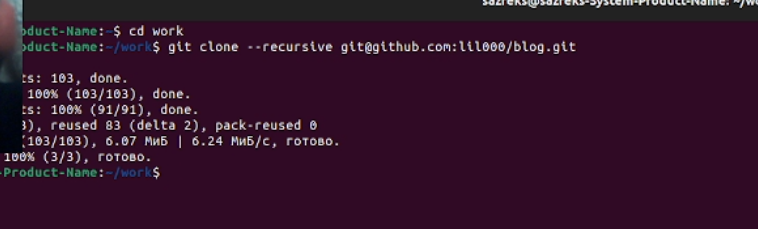 sazreks@sazreks-System-Product-Name: ~/wo
oduct-Name:~$ cd work
oduct-Name:~/work$ git clone --recursive git@github.com:lil000/blog.git
ts: 103, done.
100% (103/103), done.
ts: 100% (91/91), done.
3), reused 83 (delta 2), pack-reused 0
(103/103), 6.07 МиБ | 6.24 МиБ/с, готово.
100% (3/3), готово.
-Product-Name:~/work$